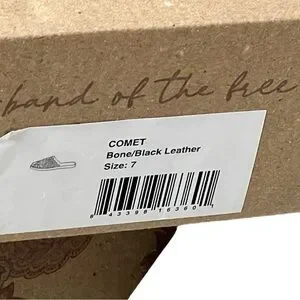 band of the free
COMET
Bone/Black Leather
Size: 7